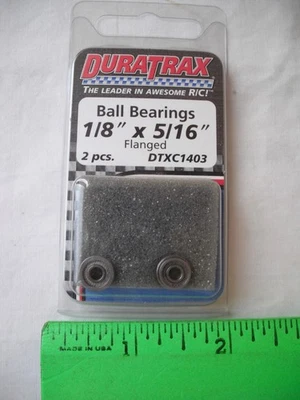 DURATRAX
THE LEADER IN AWESOME R/C!
Ball Bearings
1/8" x 5/16"
Flanged
2 pcs. DTXC1403
1 2
MADE IN USA